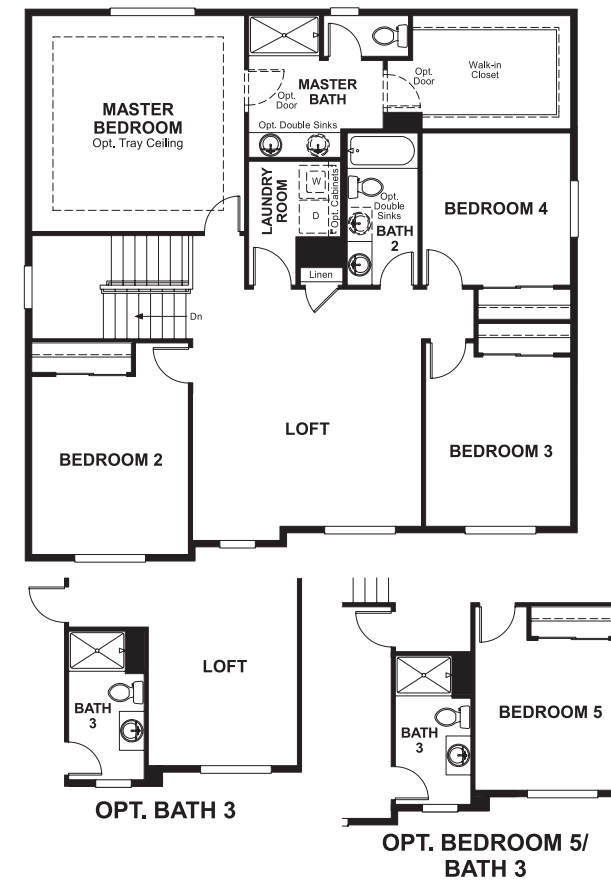 MASTER
BEDROOM
Opt. Tray Ceiling
Opt.
Door
MASTER
BATH
Opt. Double Sinks
Opt.
Door
Walk-in
Closet
LAUNDRY
ROOM
W
D
Opt. Cabinets
Linen
Opt.
Double
Sinks
BATH
2
BEDROOM 4
Dn
BEDROOM 2
LOFT
BEDROOM 3
LOFT
BATH
3
OPT. BATH 3
BATH
3
BEDROOM 5
OPT. BEDROOM 5/
BATH 3